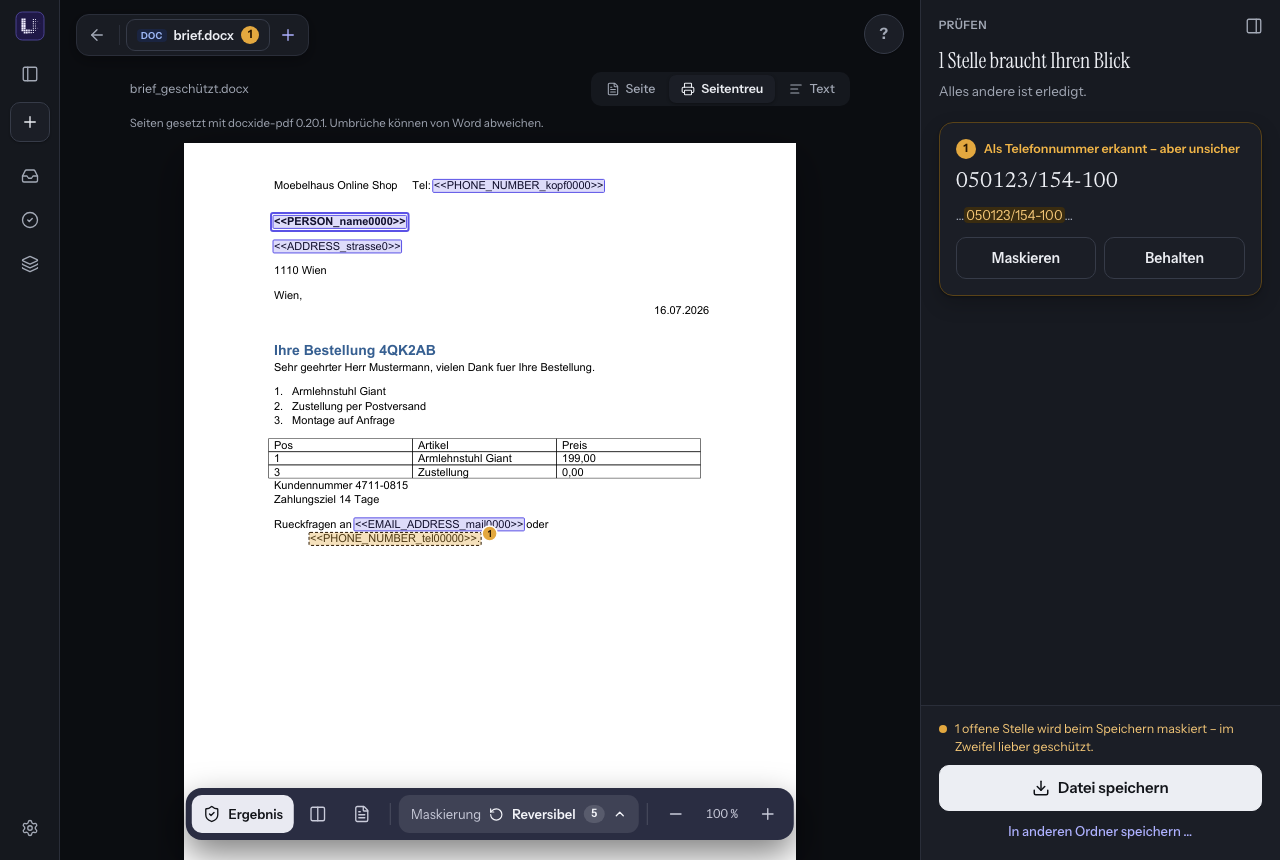 DOC brief.docx 1
?
brief_geschützt.docx
Seite Seitentreu Text
Seiten gesetzt mit docxide-pdf 0.20.1. Umbrüche können von Word abweichen.
Moebelhaus Online Shop Tel: <<PHONE_NUMBER_kopf0000>>
<<PERSON_name0000>>
<<ADDRESS_strasse0>>
1110 Wien
Wien,
16.07.2026
Ihre Bestellung 4QK2AB
Sehr geehrter Herr Mustermann, vielen Dank fuer Ihre Bestellung.
1. Armlehnstuhl Giant
2. Zustellung per Postversand
3. Montage auf Anfrage
Pos Artikel Preis
1 Armlehnstuhl Giant 199,00
3 Zustellung 0,00
Kundennummer 4711-0815
Zahlungsziel 14 Tage
Rueckfragen an <<EMAIL_ADDRESS_mail0000>> oder
<<PHONE_NUMBER_tel00000>>. 1
Ergebnis Maskierung Reversibel 5 100 %
PRÜFEN
1 Stelle braucht Ihren Blick
Alles andere ist erledigt.
1 Als Telefonnummer erkannt – aber unsicher
050123/154-100
... 050123/154-100 ...
Maskieren Behalten
1 offene Stelle wird beim Speichern maskiert – im
Zweifel lieber geschützt.
Datei speichern
In anderen Ordner speichern ...